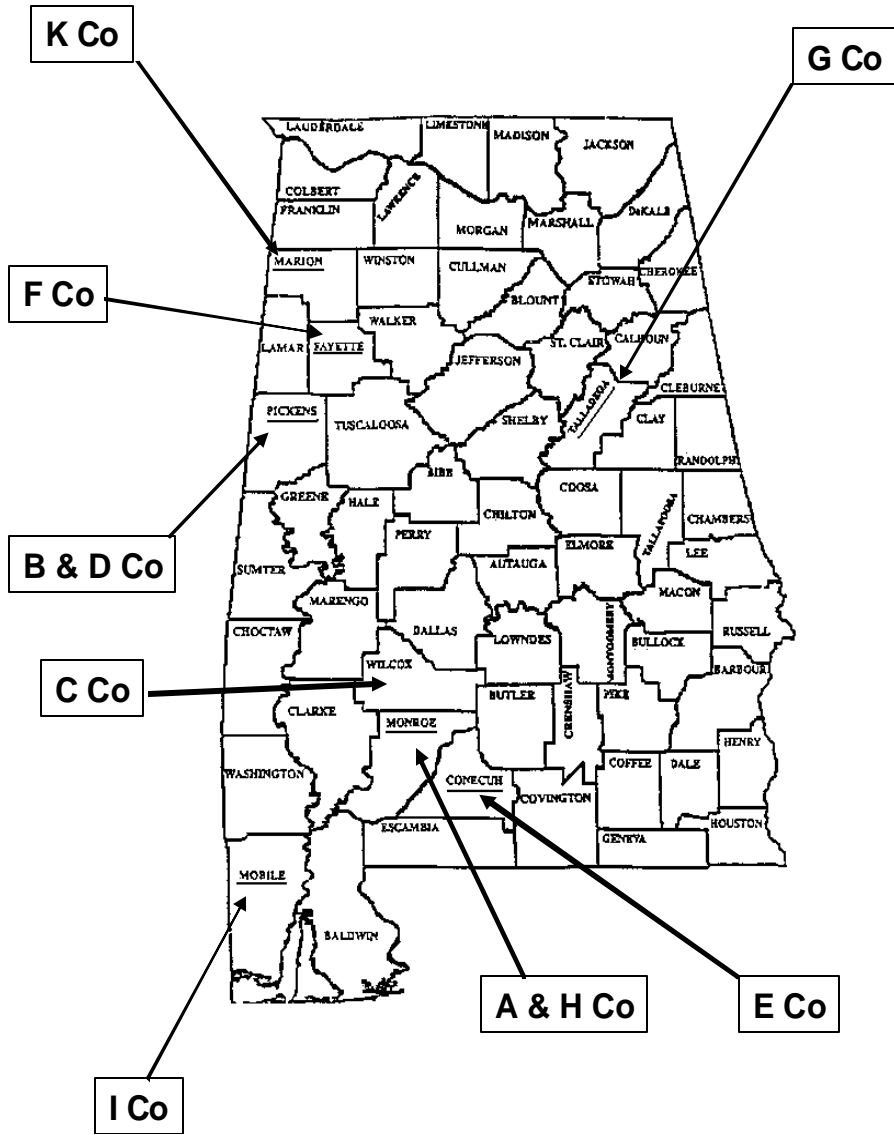 K Co
G Co
LAUDERDALE
LIMESTONE
MADISON
JACKSON
COLBERT
LAWRENCE
FRANKLIN
MORGAN
MARSHALL
DeKALB
MARION
WINSTON
CULLMAN
CHEROKEE
ETOWAH
BLOUNT
F Co
LAMAR
FAYETTE
WALKER
JEFFERSON
ST. CLAIR
CALHOUN
CLEBURNE
PICKENS
TUSCALOOSA
SHELBY
TALLADEGA
CLAY
RANDOLPH
BIBB
GREENE
HALE
COOSA
CHILTON
TALLAPOOSA
CHAMBERS
B & D Co
SUMTER
PERRY
AUTAUGA
ELMORE
LEE
MARENGO
MACON
CHOCTAW
DALLAS
LOWNDES
MONTGOMERY
BULLOCK
RUSSELL
BARBOUR
C Co
WILCOX
CLARKE
BUTLER
CRENSHAW
PIKE
MONROE
HENRY
WASHINGTON
CONECUH
COVINGTON
COFFEE
DALE
ESCAMBIA
GENEVA
HOUSTON
MOBILE
BALDWIN
A & H Co
E Co
I Co